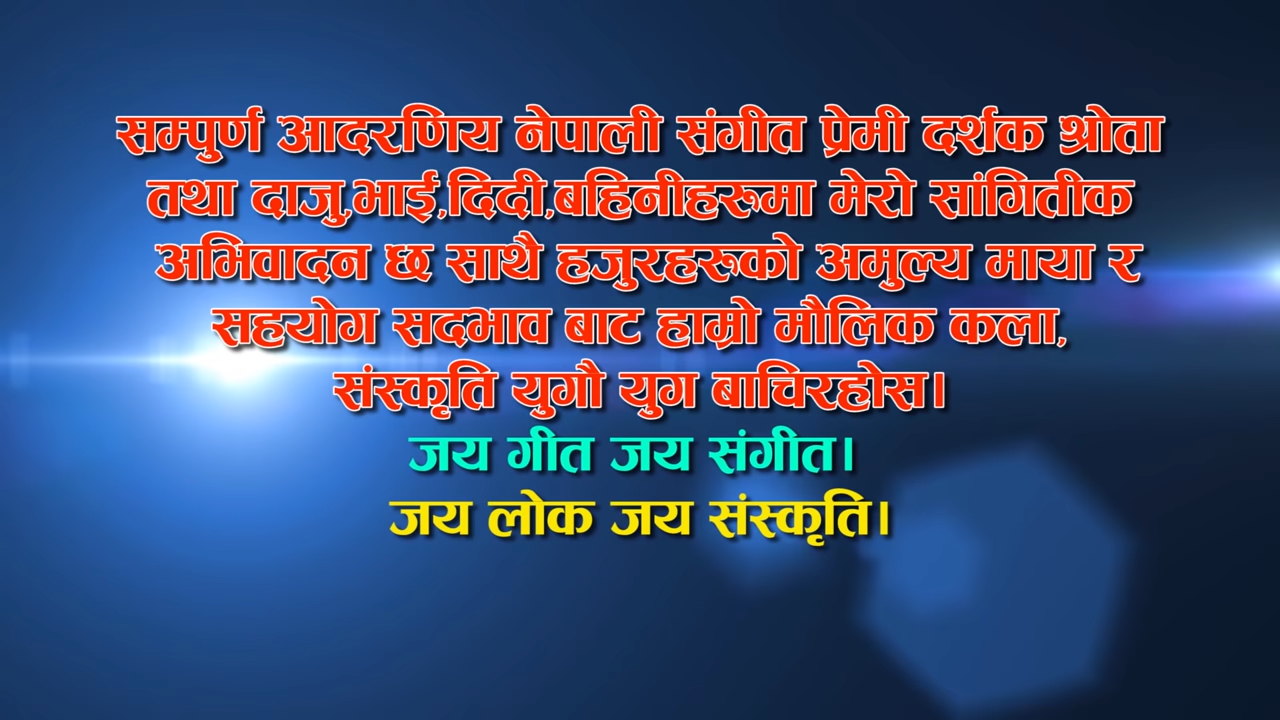 सम्पुर्ण आदरणिय नेपाली संगीत प्रेमी दर्शक श्रोता
तथा दाजु,भाई,दिदी,बहिनीहरुमा मेरो सांगितीक
अभिवादन छ साथै हजुरहरुको अमुल्य माया र
सहयोग सदभाव बाट हाम्रो मौलिक कला,
संस्कृति युगौ युग बाचिरहोस।
जय गीत जय संगीत।
जय लोक जय संस्कृति।